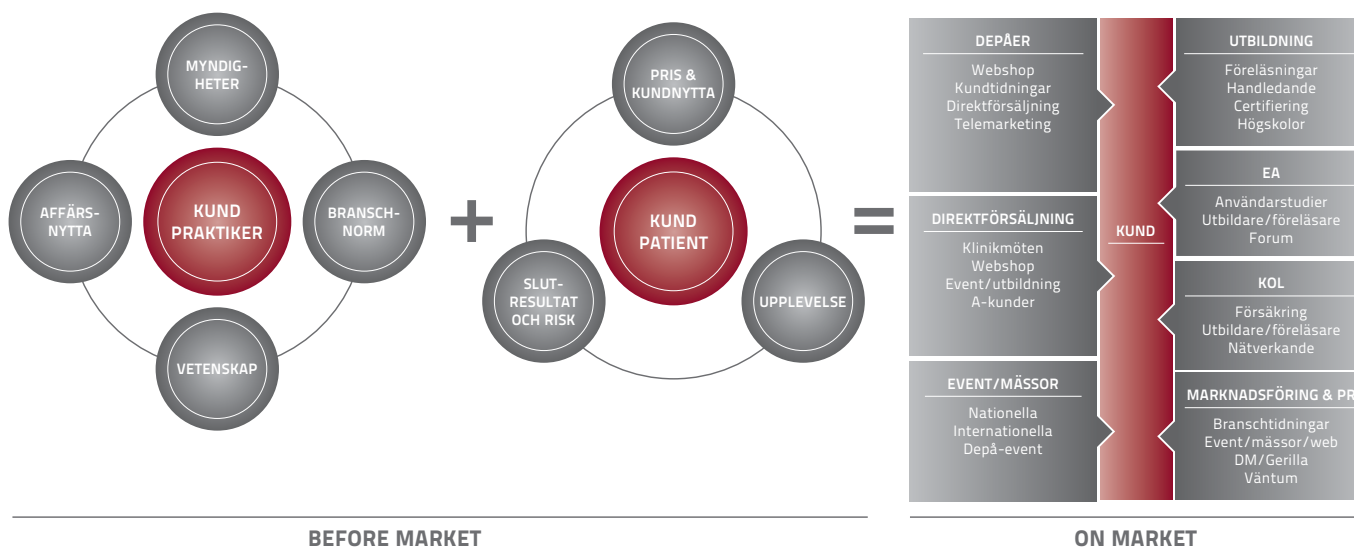 MYNDIG-
HETER
AFFÄRS-
NYTTA
KUND
PRAKTIKER
BRANSCH-
NORM
VETENSKAP
+
PRIS &
KUNDNYTTA
KUND
PATIENT
SLUT-
RESULTAT
OCH RISK
UPPLEVELSE
=
DEPÅER
Webshop
Kundtidningar
Direktförsäljning
Telemarketing
DIREKTFÖRSÄLJNING
Klinikmöten
Webshop
Event/utbildning
A-kunder
EVENT/MÄSSOR
Nationella
Internationella
Depå-event
KUND
UTBILDNING
Föreläsningar
Handledande
Certifiering
Högskolor
EA
Användarstudier
Utbildare/föreläsare
Forum
KOL
Försäkring
Utbildare/föreläsare
Nätverkande
MARKNADSFÖRING & PR
Branschtidningar
Event/mässor/web
DM/Gerilla
Väntum
BEFORE MARKET
ON MARKET